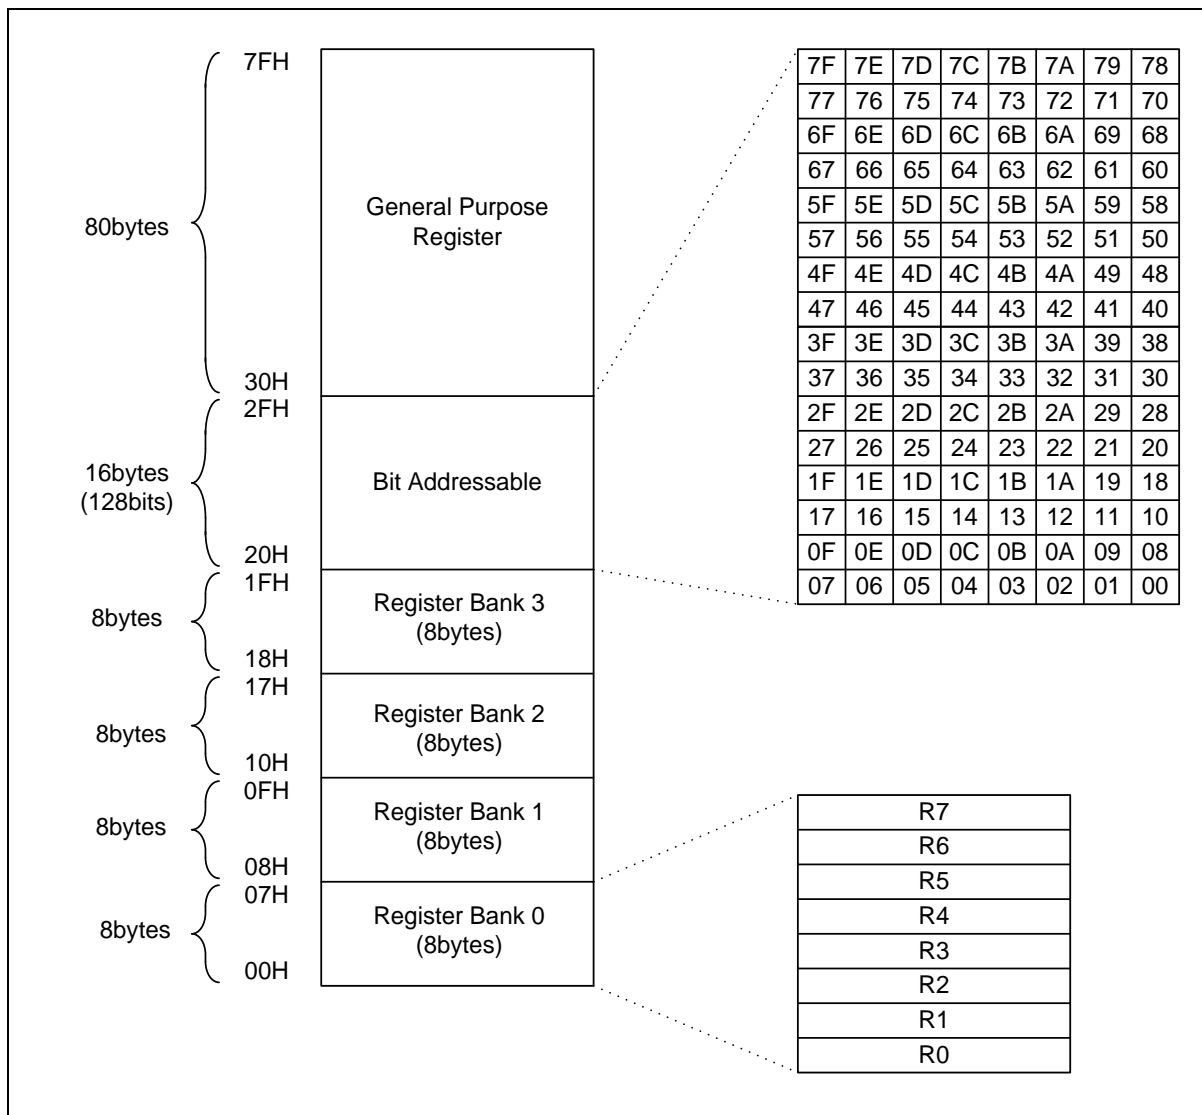 7FH
80bytes
General Purpose
Register
30H
2FH
16bytes
(128bits)
Bit Addressable
20H
1FH
8bytes
Register Bank 3
(8bytes)
18H
17H
8bytes
Register Bank 2
(8bytes)
10H
0FH
8bytes
Register Bank 1
(8bytes)
08H
07H
8bytes
Register Bank 0
(8bytes)
00H
7F 7E 7D 7C 7B 7A 79 78
77 76 75 74 73 72 71 70
6F 6E 6D 6C 6B 6A 69 68
67 66 65 64 63 62 61 60
5F 5E 5D 5C 5B 5A 59 58
57 56 55 54 53 52 51 50
4F 4E 4D 4C 4B 4A 49 48
47 46 45 44 43 42 41 40
3F 3E 3D 3C 3B 3A 39 38
37 36 35 34 33 32 31 30
2F 2E 2D 2C 2B 2A 29 28
27 26 25 24 23 22 21 20
1F 1E 1D 1C 1B 1A 19 18
17 16 15 14 13 12 11 10
0F 0E 0D 0C 0B 0A 09 08
07 06 05 04 03 02 01 00
R7
R6
R5
R4
R3
R2
R1
R0